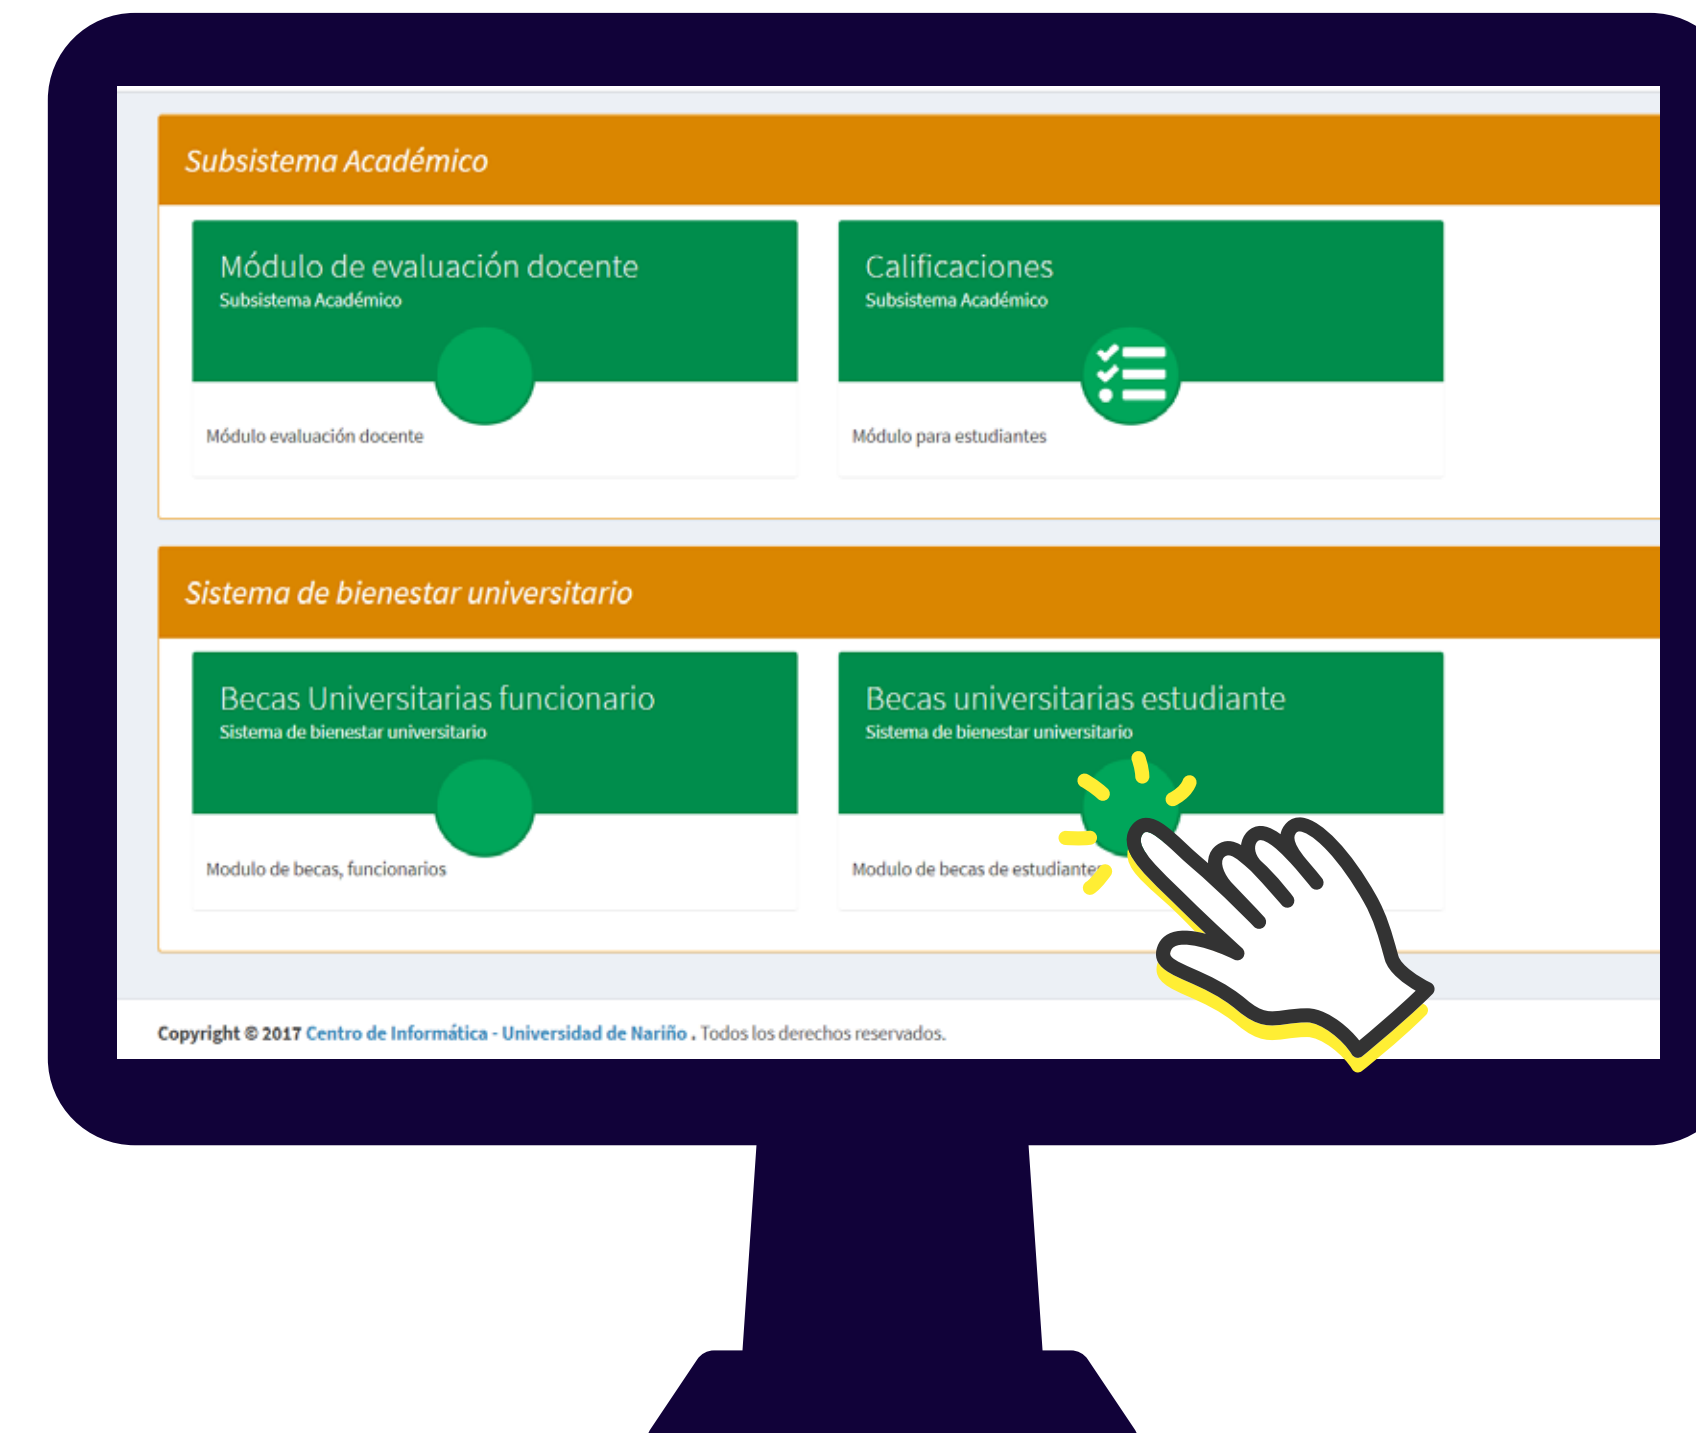 Subsistema Académico
Módulo de evaluación docente
Subsistema Académico
Módulo evaluación docente
Calificaciones
Subsistema Académico
Módulo para estudiantes
Sistema de bienestar universitario
Becas Universitarias funcionario
Sistema de bienestar universitario
Modulo de becas, funcionarios
Becas universitarias estudiante
Sistema de bienestar universitario
Modulo de becas de estudiantes
Copyright © 2017 Centro de Informática - Universidad de Nariño . Todos los derechos reservados.